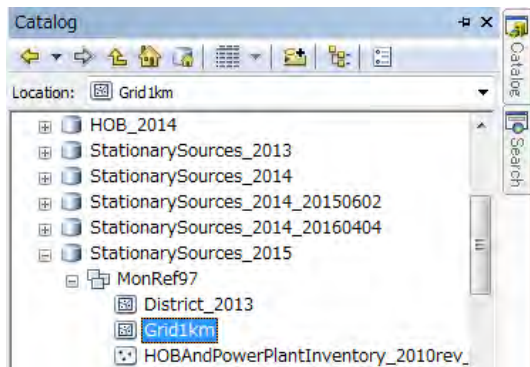 Catalog
Location: Grid1km
HOB_2014
StationarySources_2013
StationarySources_2014
StationarySources_2014_20150602
StationarySources_2014_20160404
StationarySources_2015
MonRef97
District_2013
Grid1km
HOBAndPowerPlantInventory_2010rev_
Catalog
Search